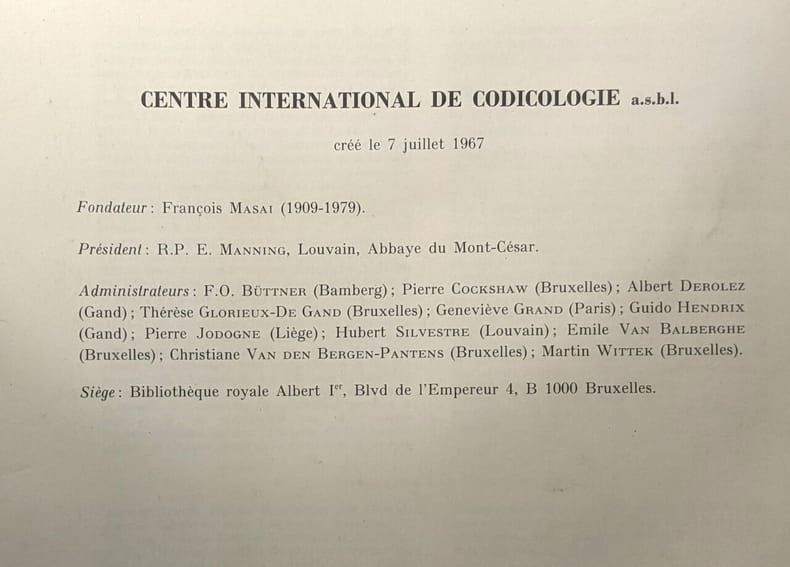 CENTRE INTERNATIONAL DE CODICOLOGIE a.s.b.l.
créé le 7 juillet 1967
Fondateur : François MASAI (1909-1979).
Président : R.P. E. MANNING, Louvain, Abbaye du Mont-César.
Administrateurs : F.O. BÜTTNER (Bamberg) ; Pierre COCKSHAW (Bruxelles) ; Albert DEROLEZ
(Gand) ; Thérèse GLORIEUX-DE GAND (Bruxelles) ; Geneviève GRAND (Paris) ; Guido HENDRIX
(Gand) ; Pierre JODOGNE (Liège) ; Hubert SILVESTRE (Louvain) ; Emile VAN BALBERGHE
(Bruxelles) ; Christiane VAN DEN BERGEN-PANTENS (Bruxelles) ; Martin WITTEK (Bruxelles).
Siège : Bibliothèque royale Albert Ier, Blvd de l'Empereur 4, B 1000 Bruxelles.